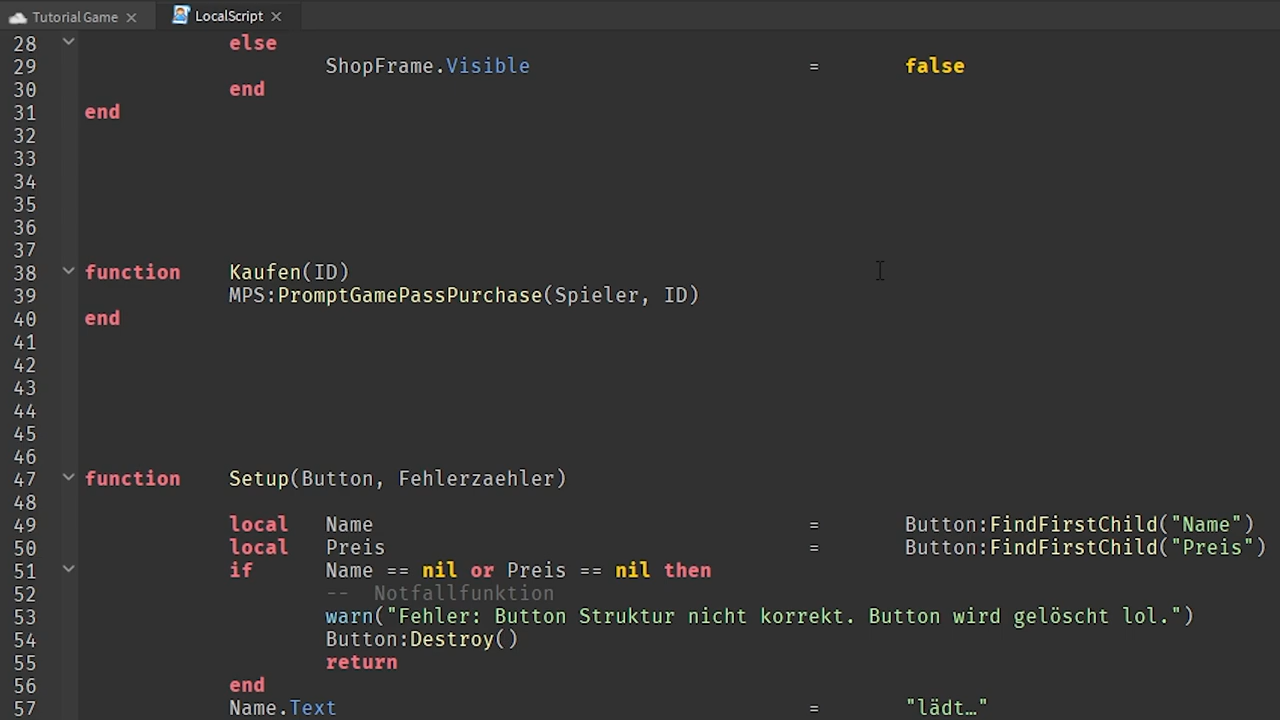 Tutorial Game × LocalScript ×
28 else
29 ShopFrame.Visible = false
30 end
31 end
32
33
34
35
36
37
38 function Kaufen(ID)
39 MPS:PromptGamePassPurchase(Spieler, ID)
40 end
41
42
43
44
45
46
47 function Setup(Button, Fehlerzaehler)
48
49 local Name = Button:FindFirstChild("Name")
50 local Preis = Button:FindFirstChild("Preis")
51 if Name == nil or Preis == nil then
52 -- Notfallfunktion
53 warn("Fehler: Button Struktur nicht korrekt. Button wird gelöscht lol.")
54 Button:Destroy()
55 return
56 end
57 Name.Text = "lädt…"